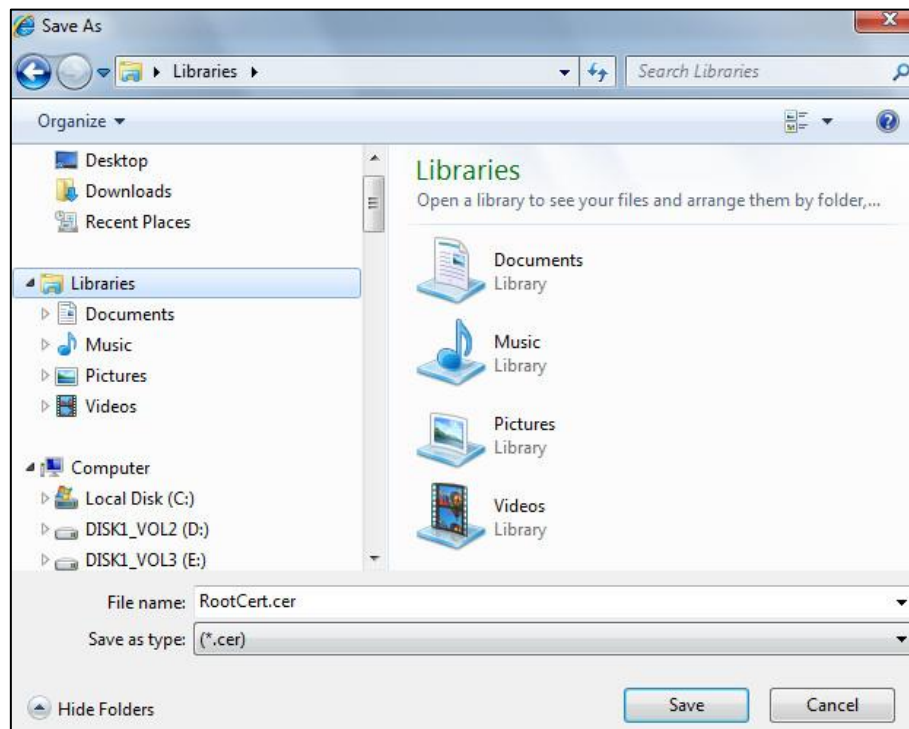 Save As
Libraries
Search Libraries
Organize
Desktop
Downloads
Recent Places
Libraries
Documents
Music
Pictures
Videos
Computer
Local Disk (C:)
DISK1_VOL2 (D:)
DISK1_VOL3 (E:)
Libraries
Open a library to see your files and arrange them by folder,...
Documents
Library
Music
Library
Pictures
Library
Videos
Library
File name: RootCert.cer
Save as type: (*.cer)
Hide Folders
Save
Cancel